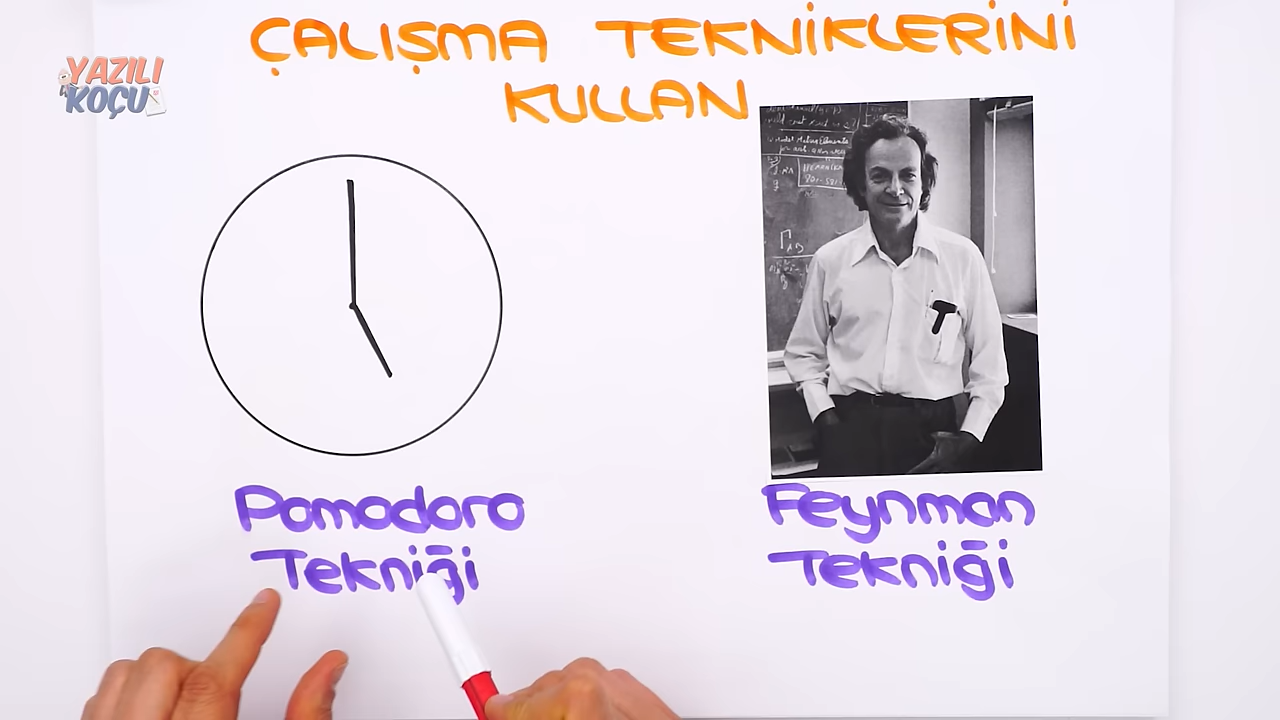 ÇALIŞMA TEKNİKLERİNİ
KULLAN
YAZILI
KOÇU
Pomodoro
Tekniği
Feynman
Tekniği